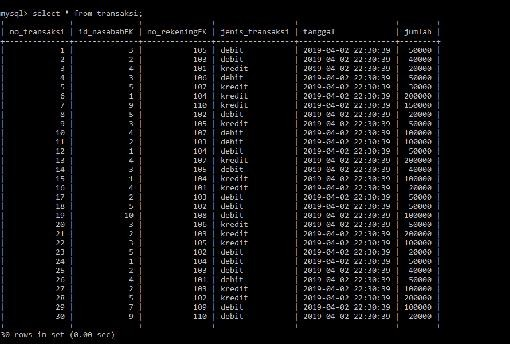 mysql> select * from transaksi;
| no_transaksi | id_nasabahFK | no_rekeningFK | jenis_transaksi | tanggal | jumlah |
| 1 | 3 | 105 | debit | 2019-04-02 22:30:39 | 50000 |
| 2 | 2 | 103 | debit | 2019-04-02 22:30:39 | 40000 |
| 3 | 4 | 101 | kredit | 2019-04-02 22:30:39 | 20000 |
| 4 | 3 | 106 | debit | 2019-04-02 22:30:39 | 50000 |
| 5 | 5 | 107 | kredit | 2019-04-02 22:30:39 | 30000 |
| 6 | 1 | 104 | kredit | 2019-04-02 22:30:39 | 200000 |
| 7 | 9 | 110 | kredit | 2019-04-02 22:30:39 | 150000 |
| 8 | 5 | 102 | debit | 2019-04-02 22:30:39 | 20000 |
| 9 | 3 | 105 | kredit | 2019-04-02 22:30:39 | 50000 |
| 10 | 4 | 107 | debit | 2019-04-02 22:30:39 | 100000 |
| 11 | 2 | 103 | debit | 2019-04-02 22:30:39 | 100000 |
| 12 | 1 | 104 | debit | 2019-04-02 22:30:39 | 50000 |
| 13 | 4 | 107 | kredit | 2019-04-02 22:30:39 | 200000 |
| 14 | 3 | 105 | debit | 2019-04-02 22:30:39 | 40000 |
| 15 | 1 | 104 | kredit | 2019-04-02 22:30:39 | 100000 |
| 16 | 4 | 101 | kredit | 2019-04-02 22:30:39 | 20000 |
| 17 | 2 | 103 | debit | 2019-04-02 22:30:39 | 50000 |
| 18 | 5 | 102 | debit | 2019-04-02 22:30:39 | 50000 |
| 19 | 10 | 108 | debit | 2019-04-02 22:30:39 | 100000 |
| 20 | 3 | 106 | kredit | 2019-04-02 22:30:39 | 50000 |
| 21 | 2 | 103 | kredit | 2019-04-02 22:30:39 | 200000 |
| 22 | 3 | 105 | kredit | 2019-04-02 22:30:39 | 100000 |
| 23 | 5 | 102 | debit | 2019-04-02 22:30:39 | 20000 |
| 24 | 1 | 104 | debit | 2019-04-02 22:30:39 | 50000 |
| 25 | 2 | 103 | debit | 2019-04-02 22:30:39 | 40000 |
| 26 | 4 | 101 | debit | 2019-04-02 22:30:39 | 50000 |
| 27 | 2 | 103 | kredit | 2019-04-02 22:30:39 | 100000 |
| 28 | 5 | 102 | kredit | 2019-04-02 22:30:39 | 200000 |
| 29 | 7 | 109 | debit | 2019-04-02 22:30:39 | 100000 |
| 30 | 9 | 110 | debit | 2019-04-02 22:30:39 | 20000 |
30 rows in set (0.00 sec)